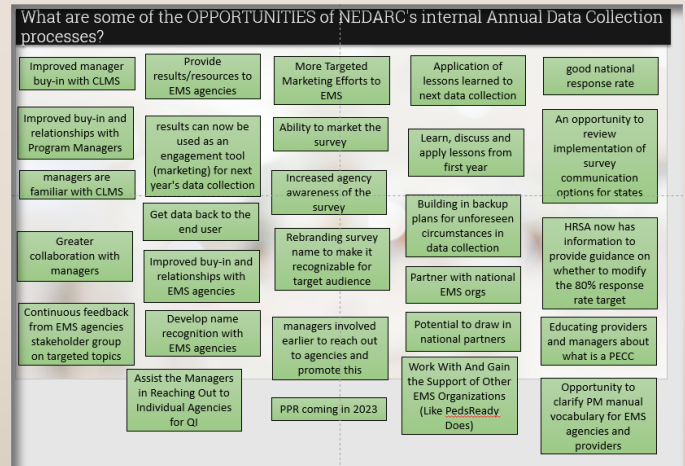 What are some of the OPPORTUNITIES of NEDARC's internal Annual Data Collection
processes?
Improved manager
buy-in with CLMS
Improved buy-in and
relationships with
Program Managers
managers are
familiar with CLMS
Greater
collaboration with
managers
Continuous feedback
from EMS agencies
stakeholder group
on targeted topics
Provide
results/resources to
EMS agencies
results can now be
used as an
engagement tool
(marketing) for next
year's data collection
Get data back to the
end user
Improved buy-in and
relationships with
EMS agencies
Develop name
recognition with
EMS agencies
Assist the Managers
in Reaching Out to
Individual Agencies
for QI
More Targeted
Marketing Efforts to
EMS
Ability to market the
survey
Increased agency
awareness of the
survey
Rebranding survey
name to make it
recognizable for
target audience
managers involved
earlier to reach out
to agencies and
promote this
PPR coming in 2023
Application of
lessons learned to
next data collection
Learn, discuss and
apply lessons from
first year
Building in backup
plans for unforeseen
circumstances in
data collection
Partner with national
EMS orgs
Potential to draw in
national partners
Work With And Gain
the Support of Other
EMS Organizations
(Like PedsReady
Does)
good national
response rate
An opportunity to
review
implementation of
survey
communication
options for states
HRSA now has
information to
provide guidance on
whether to modify
the 80% response
rate target
Educating providers
and managers about
what is a PECC
Opportunity to
clarify PM manual
vocabulary for EMS
agencies and
providers